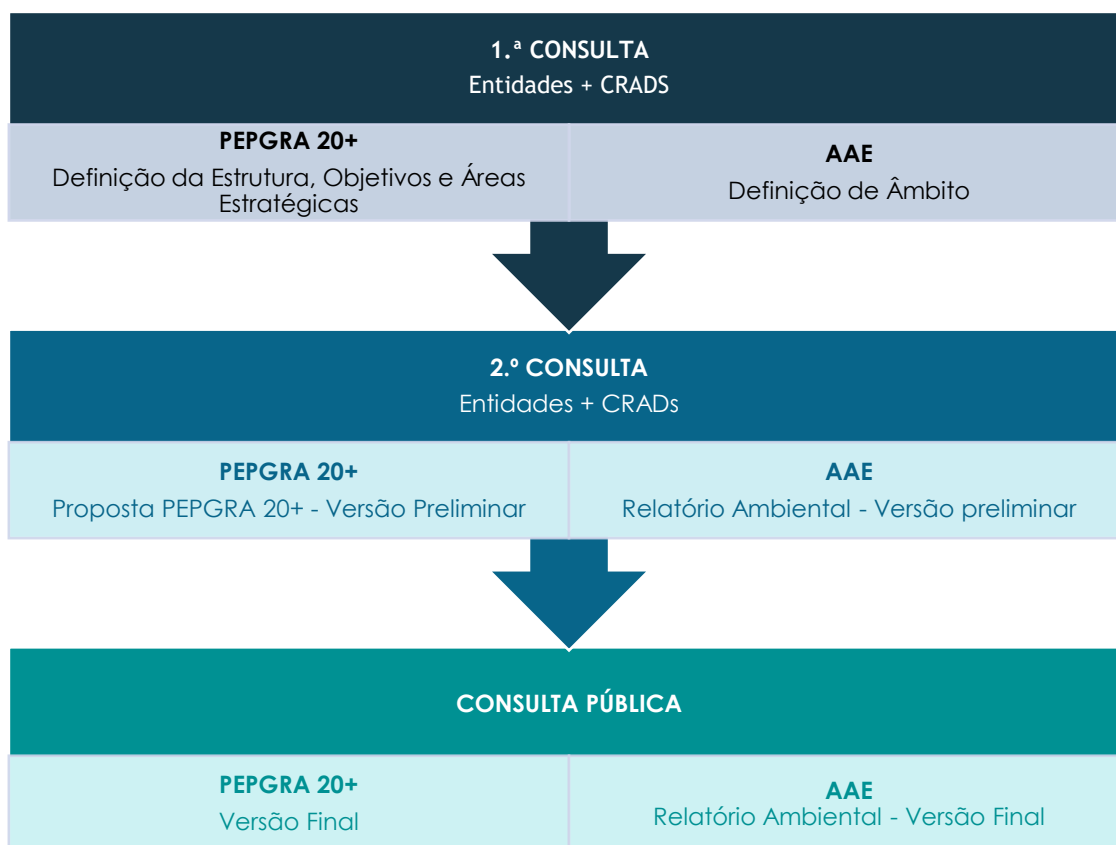 1.ª CONSULTA
Entidades + CRADS
PEPGRA 20+
Definição da Estrutura, Objetivos e Áreas
Estratégicas
AAE
Definição de Âmbito
2.º CONSULTA
Entidades + CRADs
PEPGRA 20+
Proposta PEPGRA 20+ - Versão Preliminar
AAE
Relatório Ambiental - Versão preliminar
CONSULTA PÚBLICA
PEPGRA 20+
Versão Final
AAE
Relatório Ambiental - Versão Final